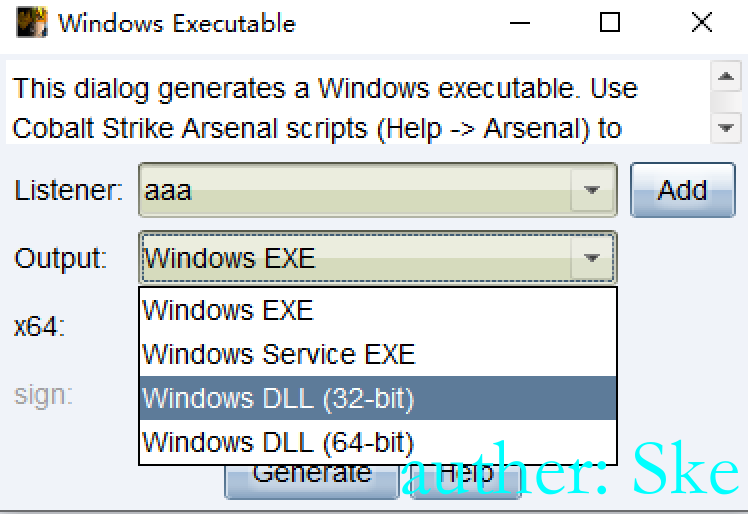 Windows Executable
This dialog generates a Windows executable. Use
Cobalt Strike Arsenal scripts (Help -> Arsenal) to
Listener: aaa Add
Output: Windows EXE
Windows EXE
x64:
Windows Service EXE
sign:
Windows DLL (32-bit)
Windows DLL (64-bit)
Generate Help
auther: Ske